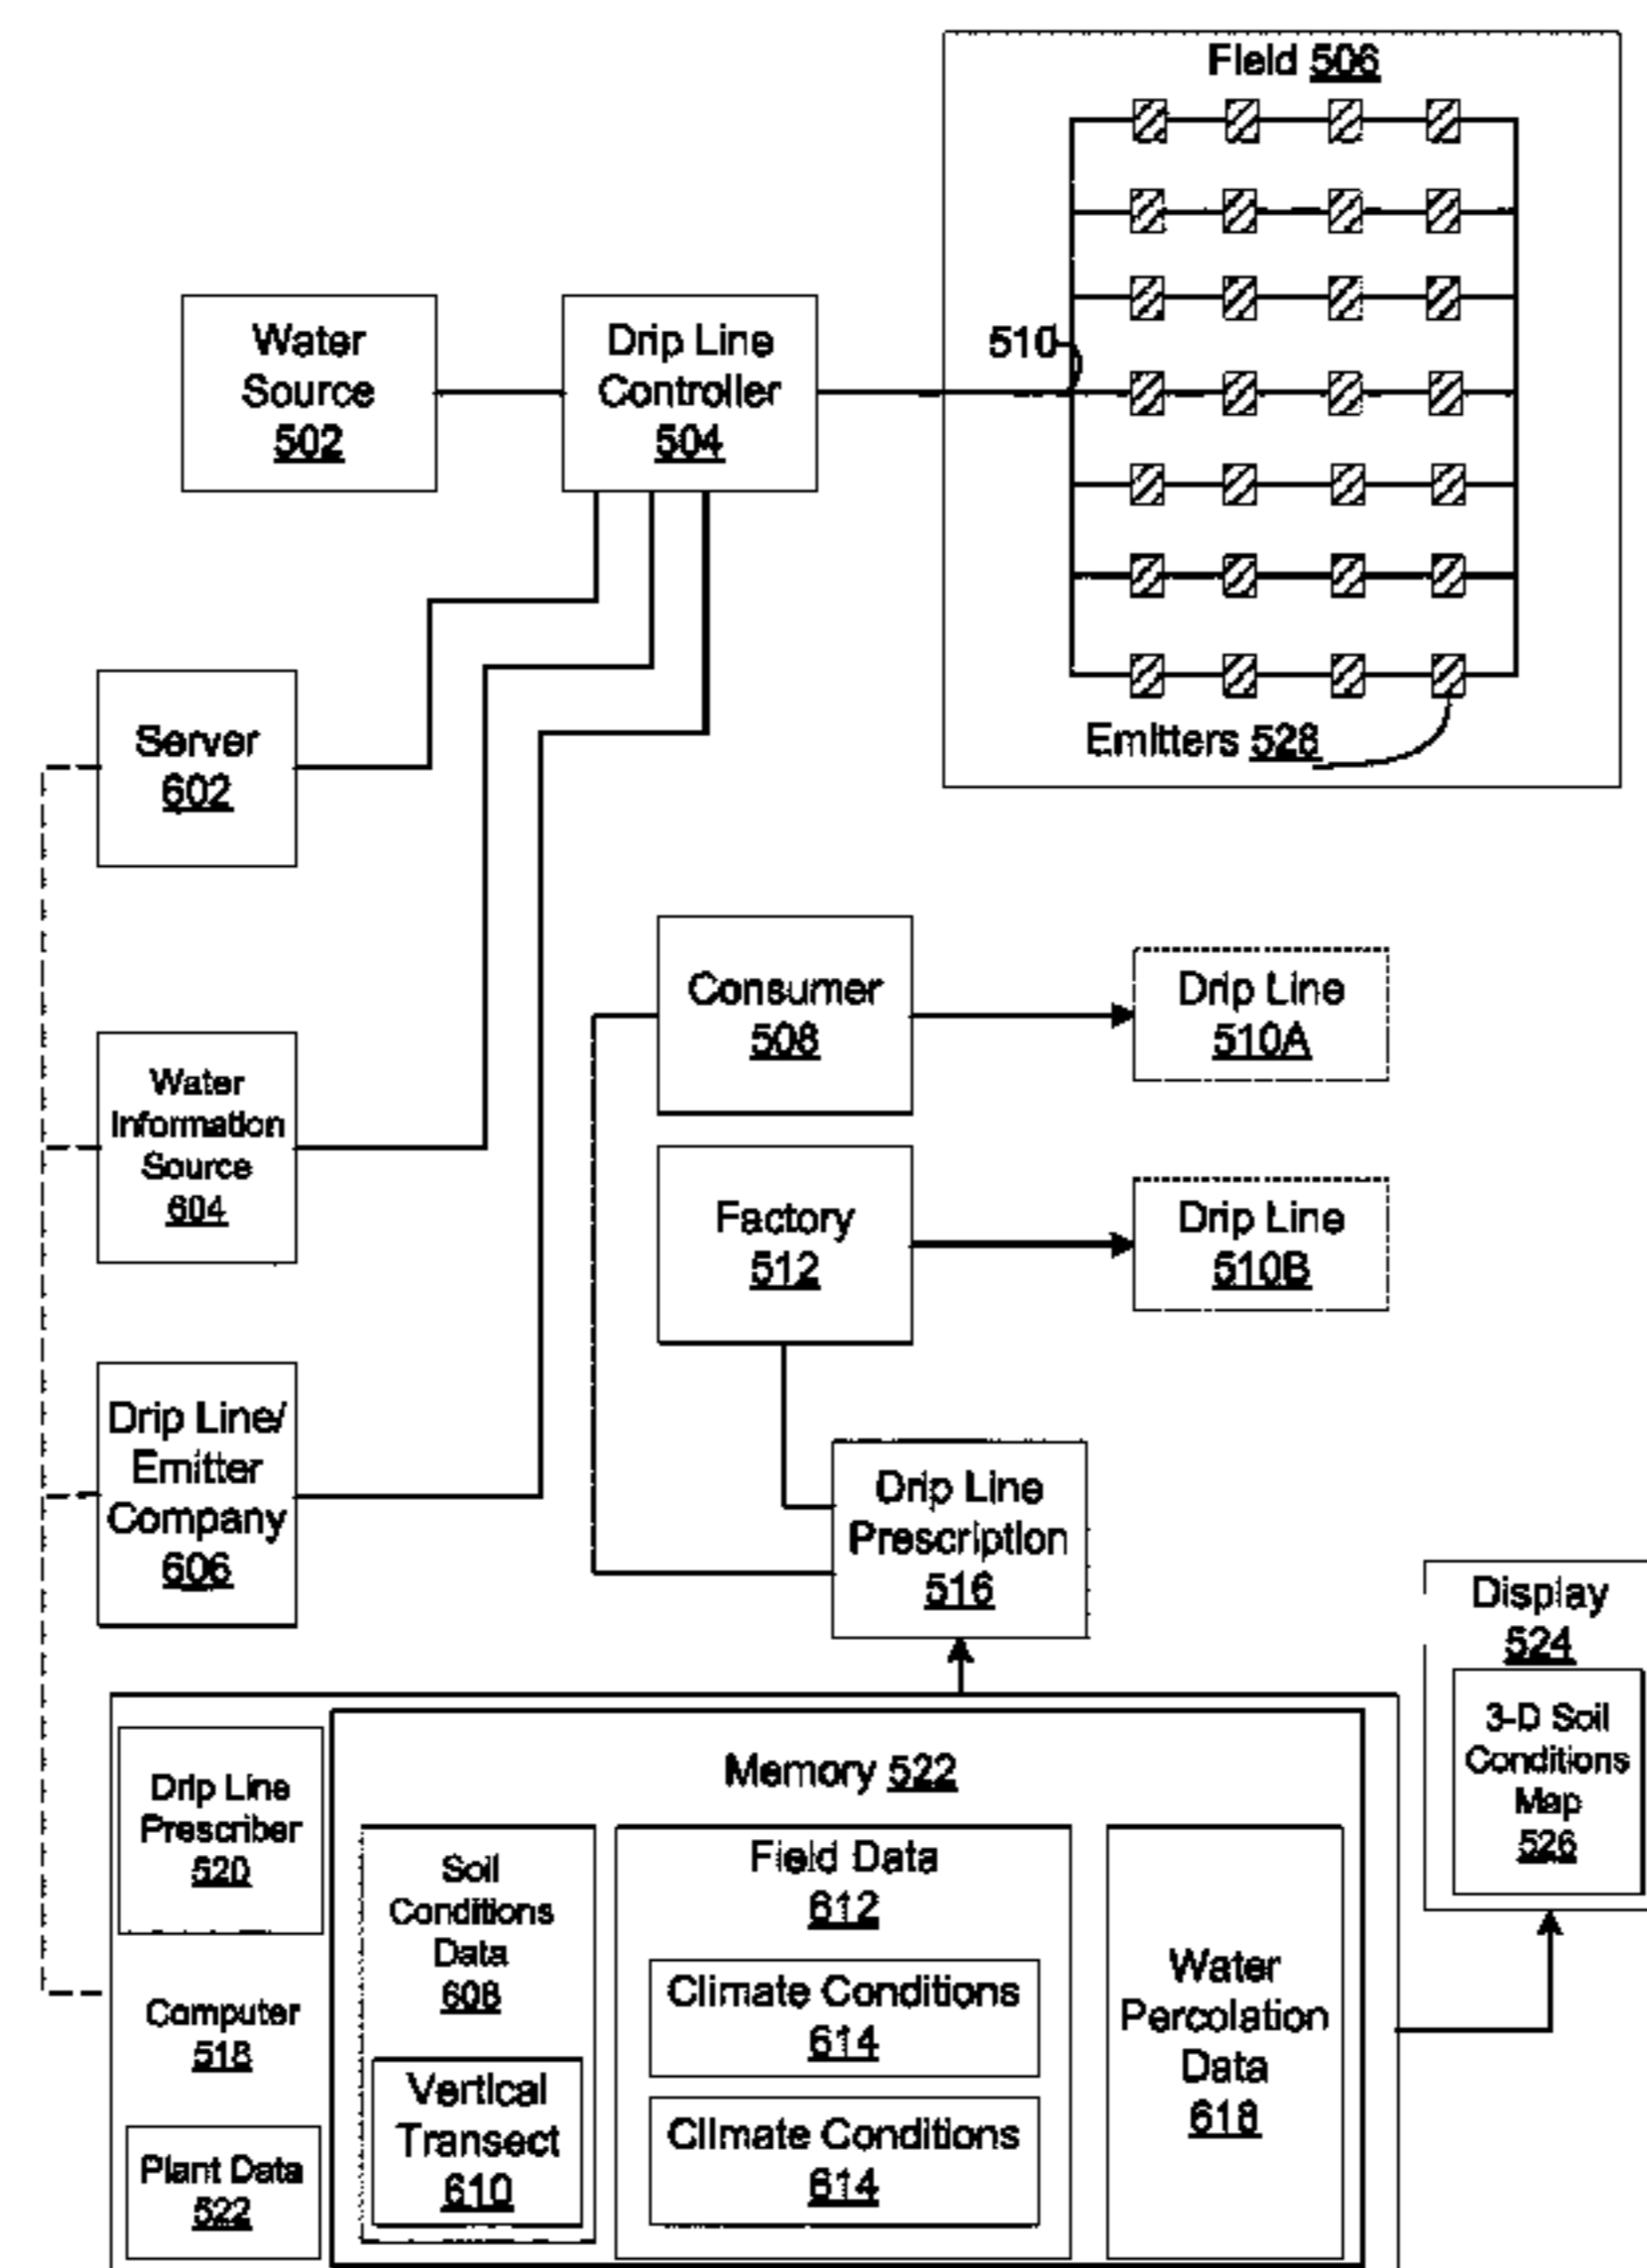 Field 506
510
Water
Source
502
Drip Line
Controller
504
Emitters 528
Server
602
Consumer
508
Drip Line
510A
Water
Information
Source
604
Factory
512
Drip Line
510B
Drip Line/
Emitter
Company
606
Drip Line
Prescription
516
Display
524
3-D Soil
Conditions
Map
526
Memory 522
Drip Line
Prescriber
520
Computer
518
Plant Data
522
Soil
Conditions
Data
608
Vertical
Transect
610
Field Data
612
Climate Conditions
614
Climate Conditions
614
Water
Percolation
Data
618